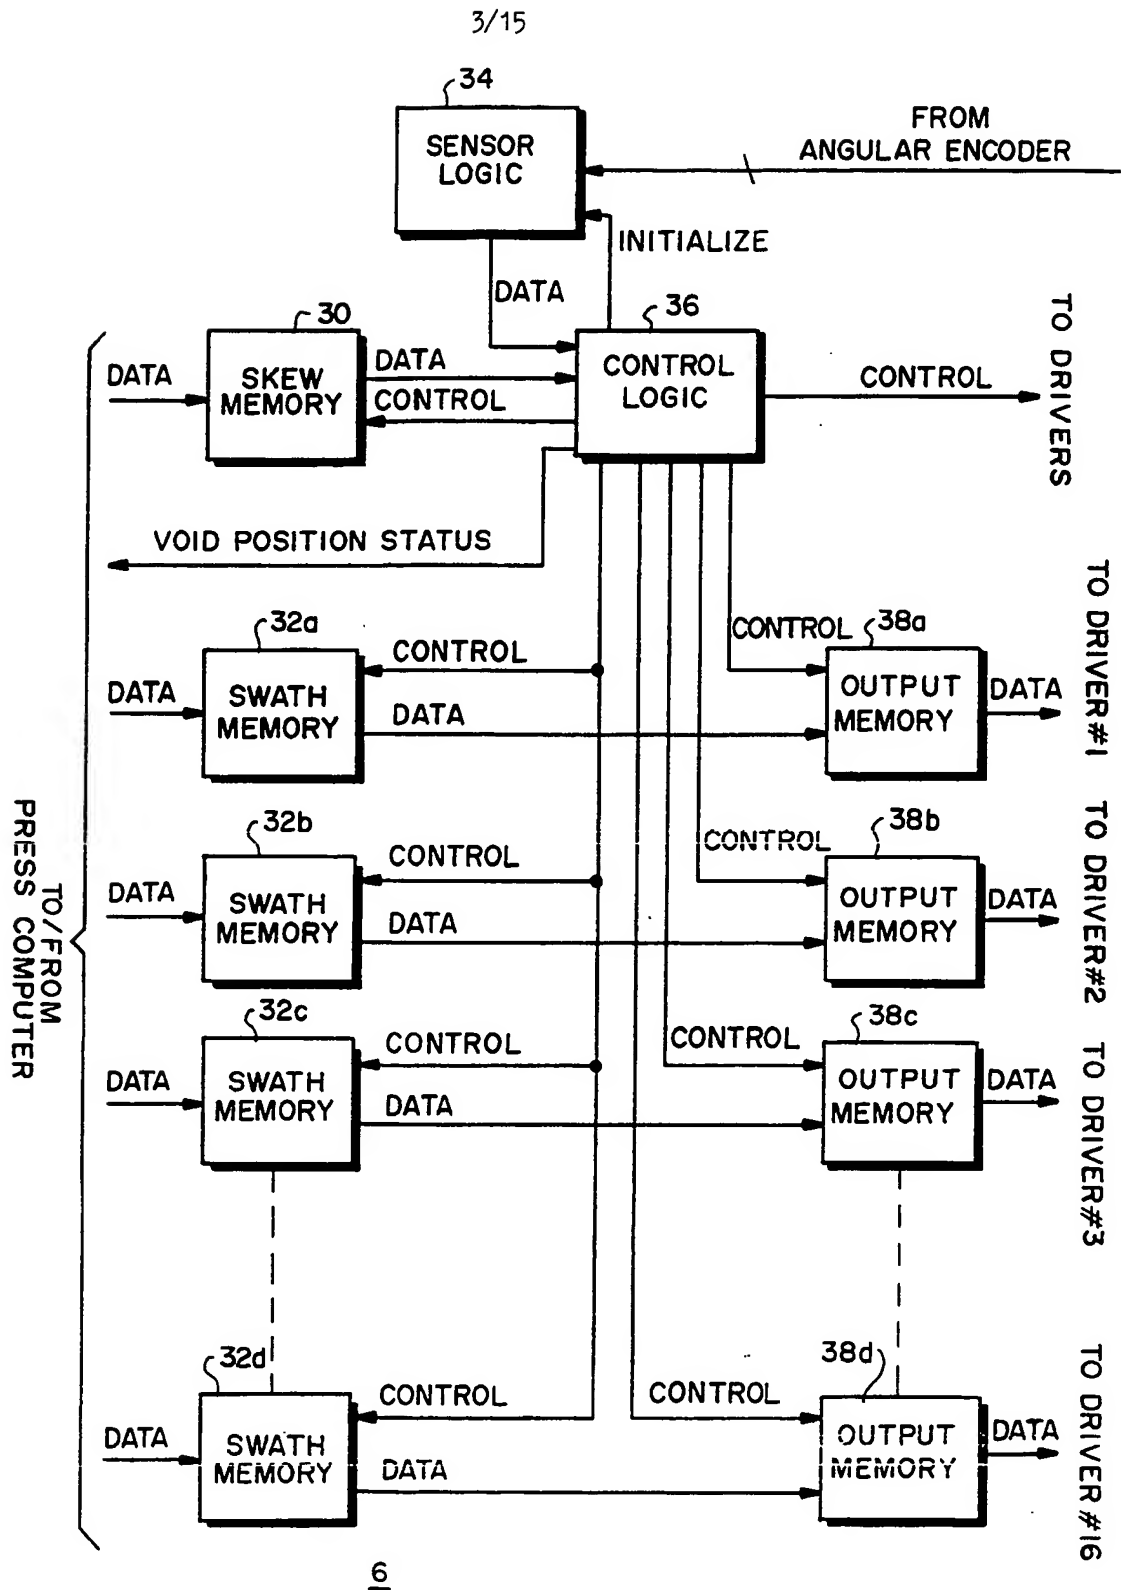 3/15
34
SENSOR
LOGIC
FROM
ANGULAR ENCODER
INITIALIZE
DATA
30
36
DATA
SKEW
MEMORY
DATA
CONTROL
CONTROL
LOGIC
CONTROL
TO DRIVERS
VOID POSITION STATUS
32a
CONTROL
CONTROL
38a
DATA
SWATH
MEMORY
DATA
OUTPUT
MEMORY
DATA
TO DRIVER#1
32b
CONTROL
CONTROL
38b
DATA
SWATH
MEMORY
DATA
OUTPUT
MEMORY
DATA
TO DRIVER#2
TO/FROM
PRESS COMPUTER
32c
CONTROL
CONTROL
38c
DATA
SWATH
MEMORY
DATA
OUTPUT
MEMORY
DATA
TO DRIVER#3
32d
CONTROL
CONTROL
38d
DATA
SWATH
MEMORY
DATA
OUTPUT
MEMORY
DATA
TO DRIVER #16
6